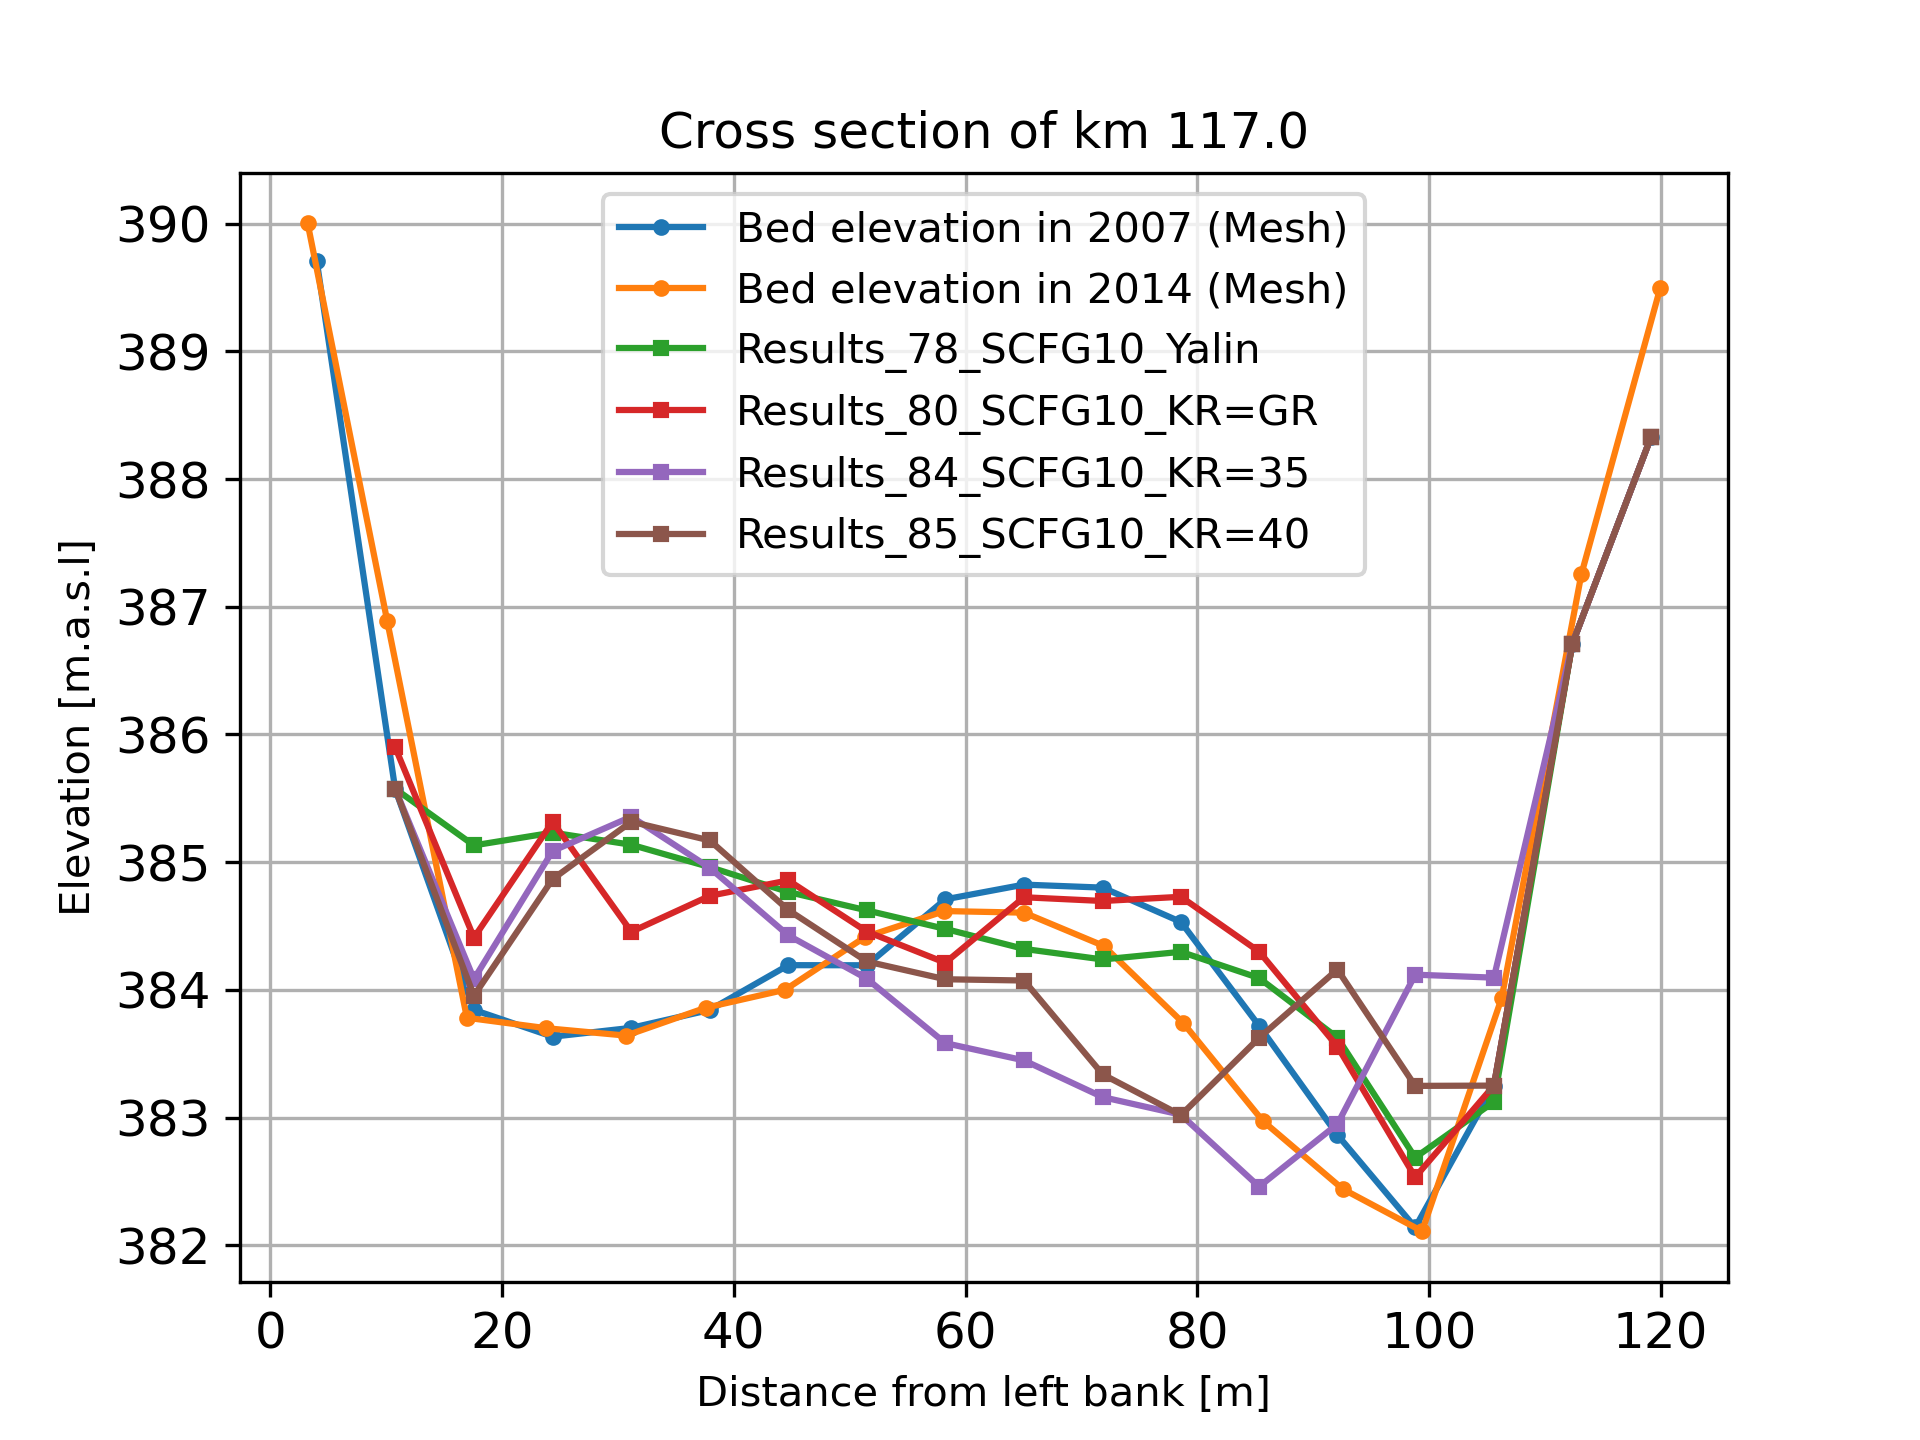 Cross section of km 117.0
Bed elevation in 2007 (Mesh)
Bed elevation in 2014 (Mesh)
Results_78_SCFG10_Yalin
Results_80_SCFG10_KR=GR
Results_84_SCFG10_KR=35
Results_85_SCFG10_KR=40
390
389
388
387
386
385
384
383
382
Elevation [m.a.s.l]
0 20 40 60 80 100 120
Distance from left bank [m]